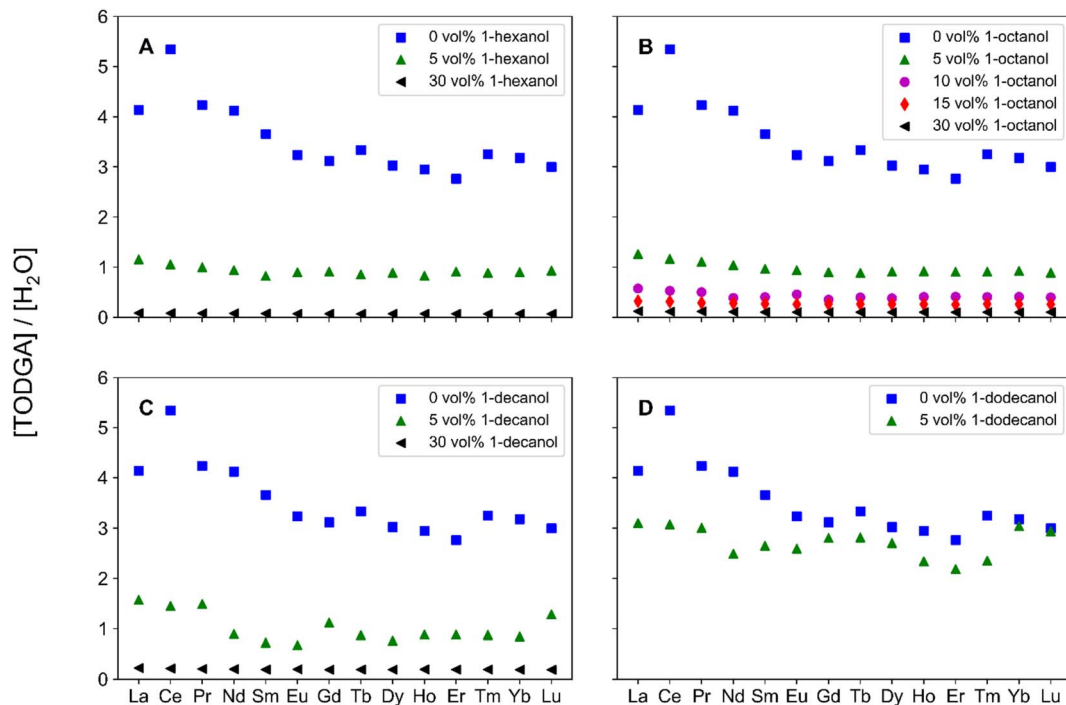 [TODGA] / [H₂O]
6
5
4
3
2
1
0
A
0 vol% 1-hexanol
5 vol% 1-hexanol
30 vol% 1-hexanol
B
0 vol% 1-octanol
5 vol% 1-octanol
10 vol% 1-octanol
15 vol% 1-octanol
30 vol% 1-octanol
6
5
4
3
2
1
0
C
0 vol% 1-decanol
5 vol% 1-decanol
30 vol% 1-decanol
La Ce Pr Nd Sm Eu Gd Tb Dy Ho Er Tm Yb Lu
D
0 vol% 1-dodecanol
5 vol% 1-dodecanol
La Ce Pr Nd Sm Eu Gd Tb Dy Ho Er Tm Yb Lu